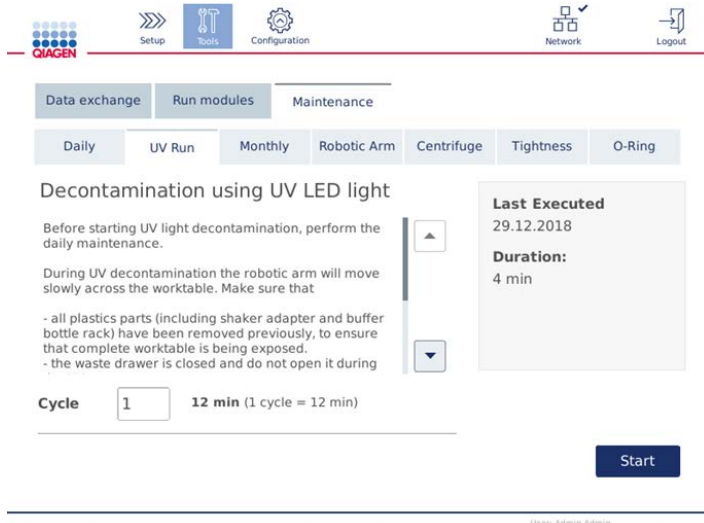 QIAGEN
Setup
Tools
Configuration
Network
Logout
Data exchange
Run modules
Maintenance
Daily
UV Run
Monthly
Robotic Arm
Centrifuge
Tightness
O-Ring
Decontamination using UV LED light
Before starting UV light decontamination, perform the
daily maintenance.
During UV decontamination the robotic arm will move
slowly across the worktable. Make sure that
- all plastics parts (including shaker adapter and buffer
bottle rack) have been removed previously, to ensure
that complete worktable is being exposed.
- the waste drawer is closed and do not open it during
Last Executed
29.12.2018
Duration:
4 min
Cycle
1
12 min (1 cycle = 12 min)
Start
User: Admin Admin